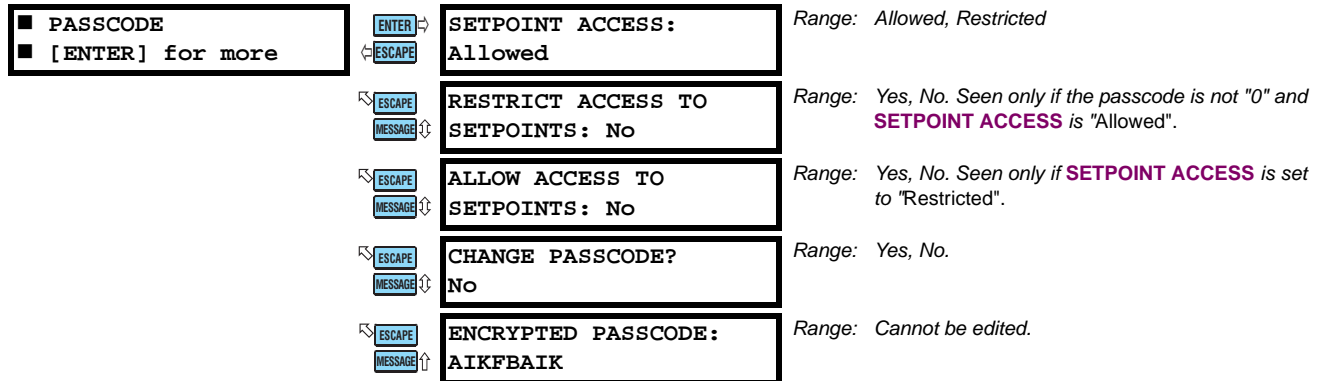 ■ PASSCODE
■ [ENTER] for more
ENTER
ESCAPE
SETPOINT ACCESS:
Allowed
Range: Allowed, Restricted
ESCAPE
MESSAGE
RESTRICT ACCESS TO
SETPOINTS: No
Range: Yes, No. Seen only if the passcode is not "0" and
SETPOINT ACCESS is "Allowed".
ESCAPE
MESSAGE
ALLOW ACCESS TO
SETPOINTS: No
Range: Yes, No. Seen only if SETPOINT ACCESS is set
to "Restricted".
ESCAPE
MESSAGE
CHANGE PASSCODE?
No
Range: Yes, No.
ESCAPE
MESSAGE
ENCRYPTED PASSCODE:
AIKFBAIK
Range: Cannot be edited.